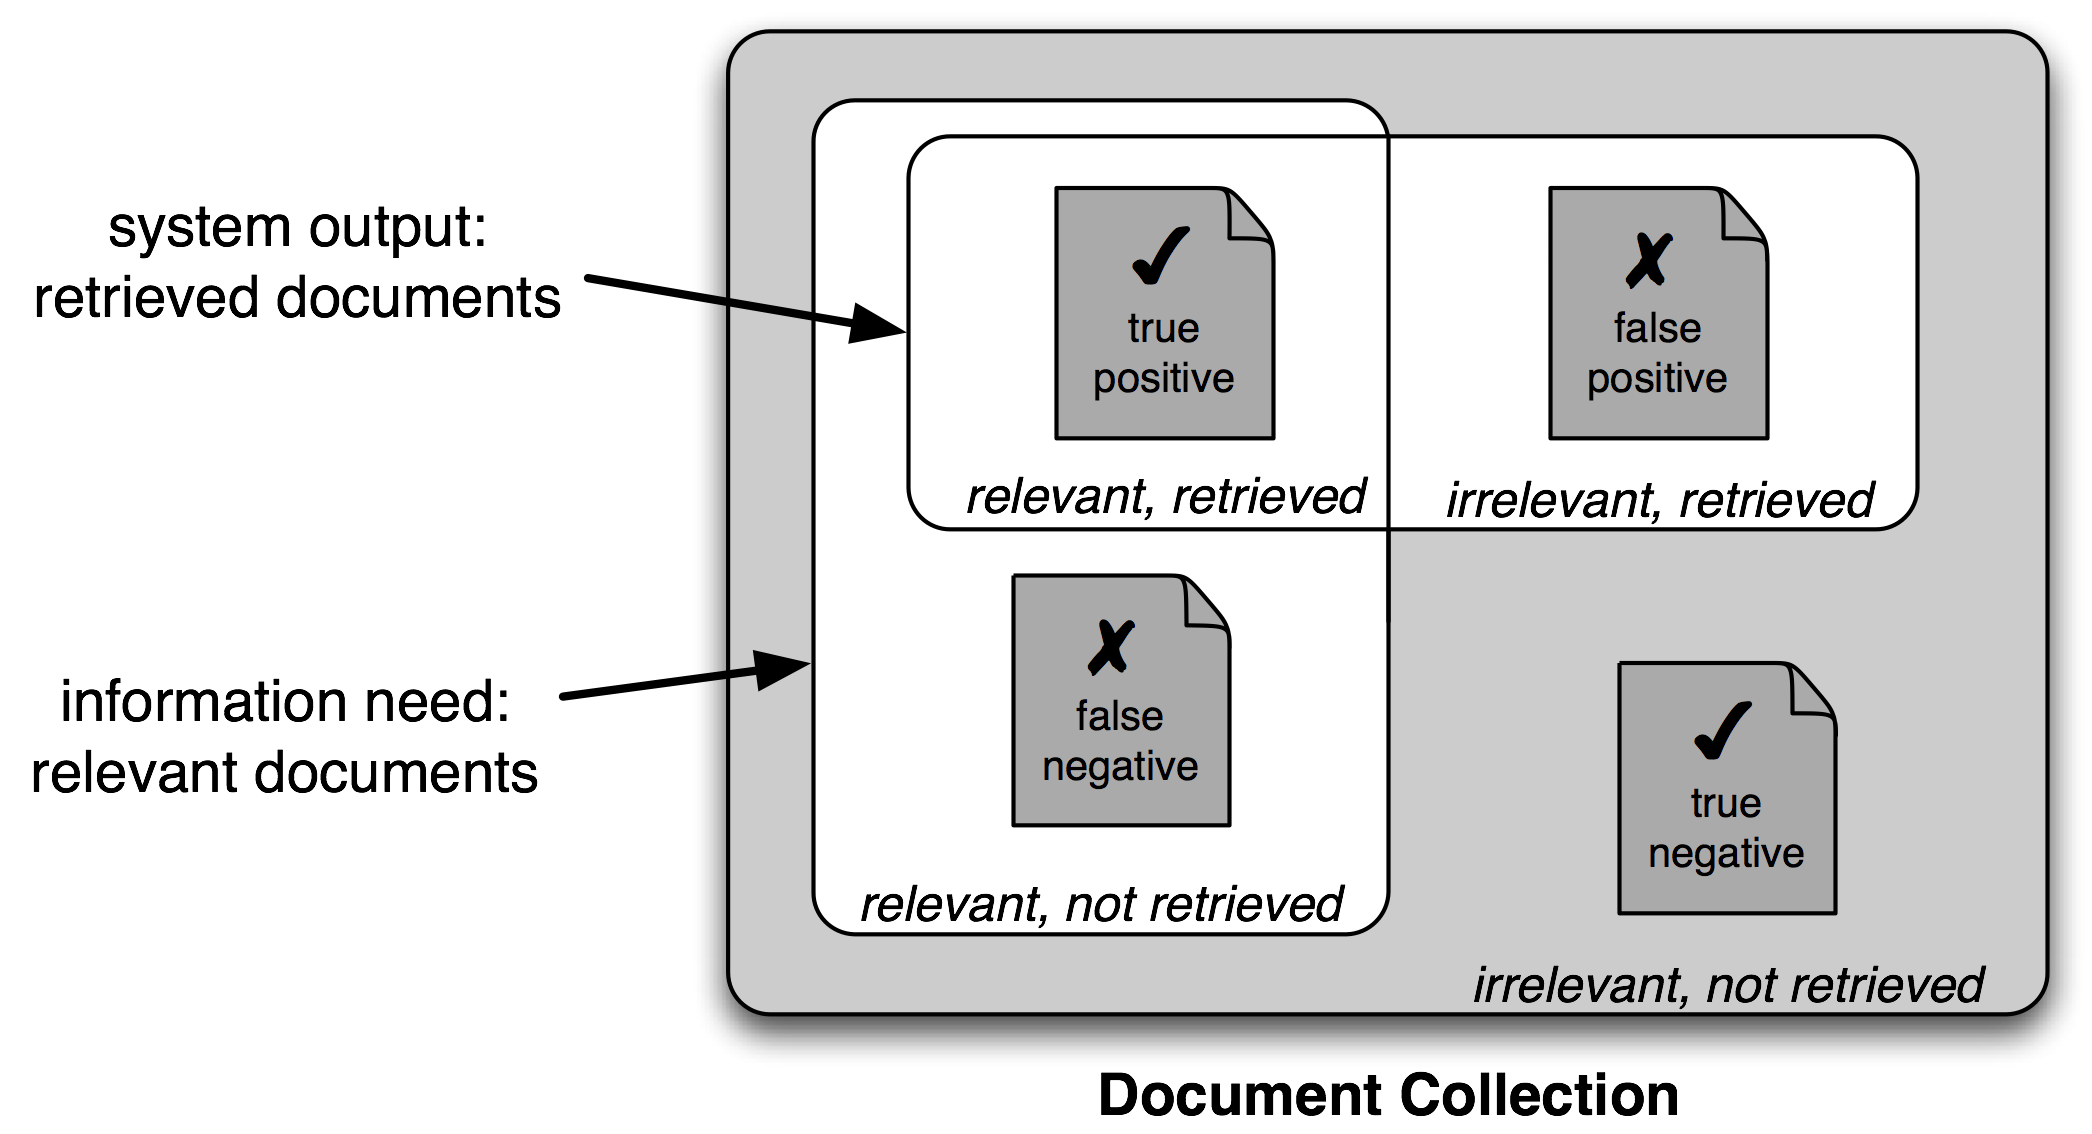 system output:
retrieved documents
true
positive
false
positive
relevant, retrieved
irrelevant, retrieved
information need:
relevant documents
false
negative
true
negative
relevant, not retrieved
irrelevant, not retrieved
Document Collection